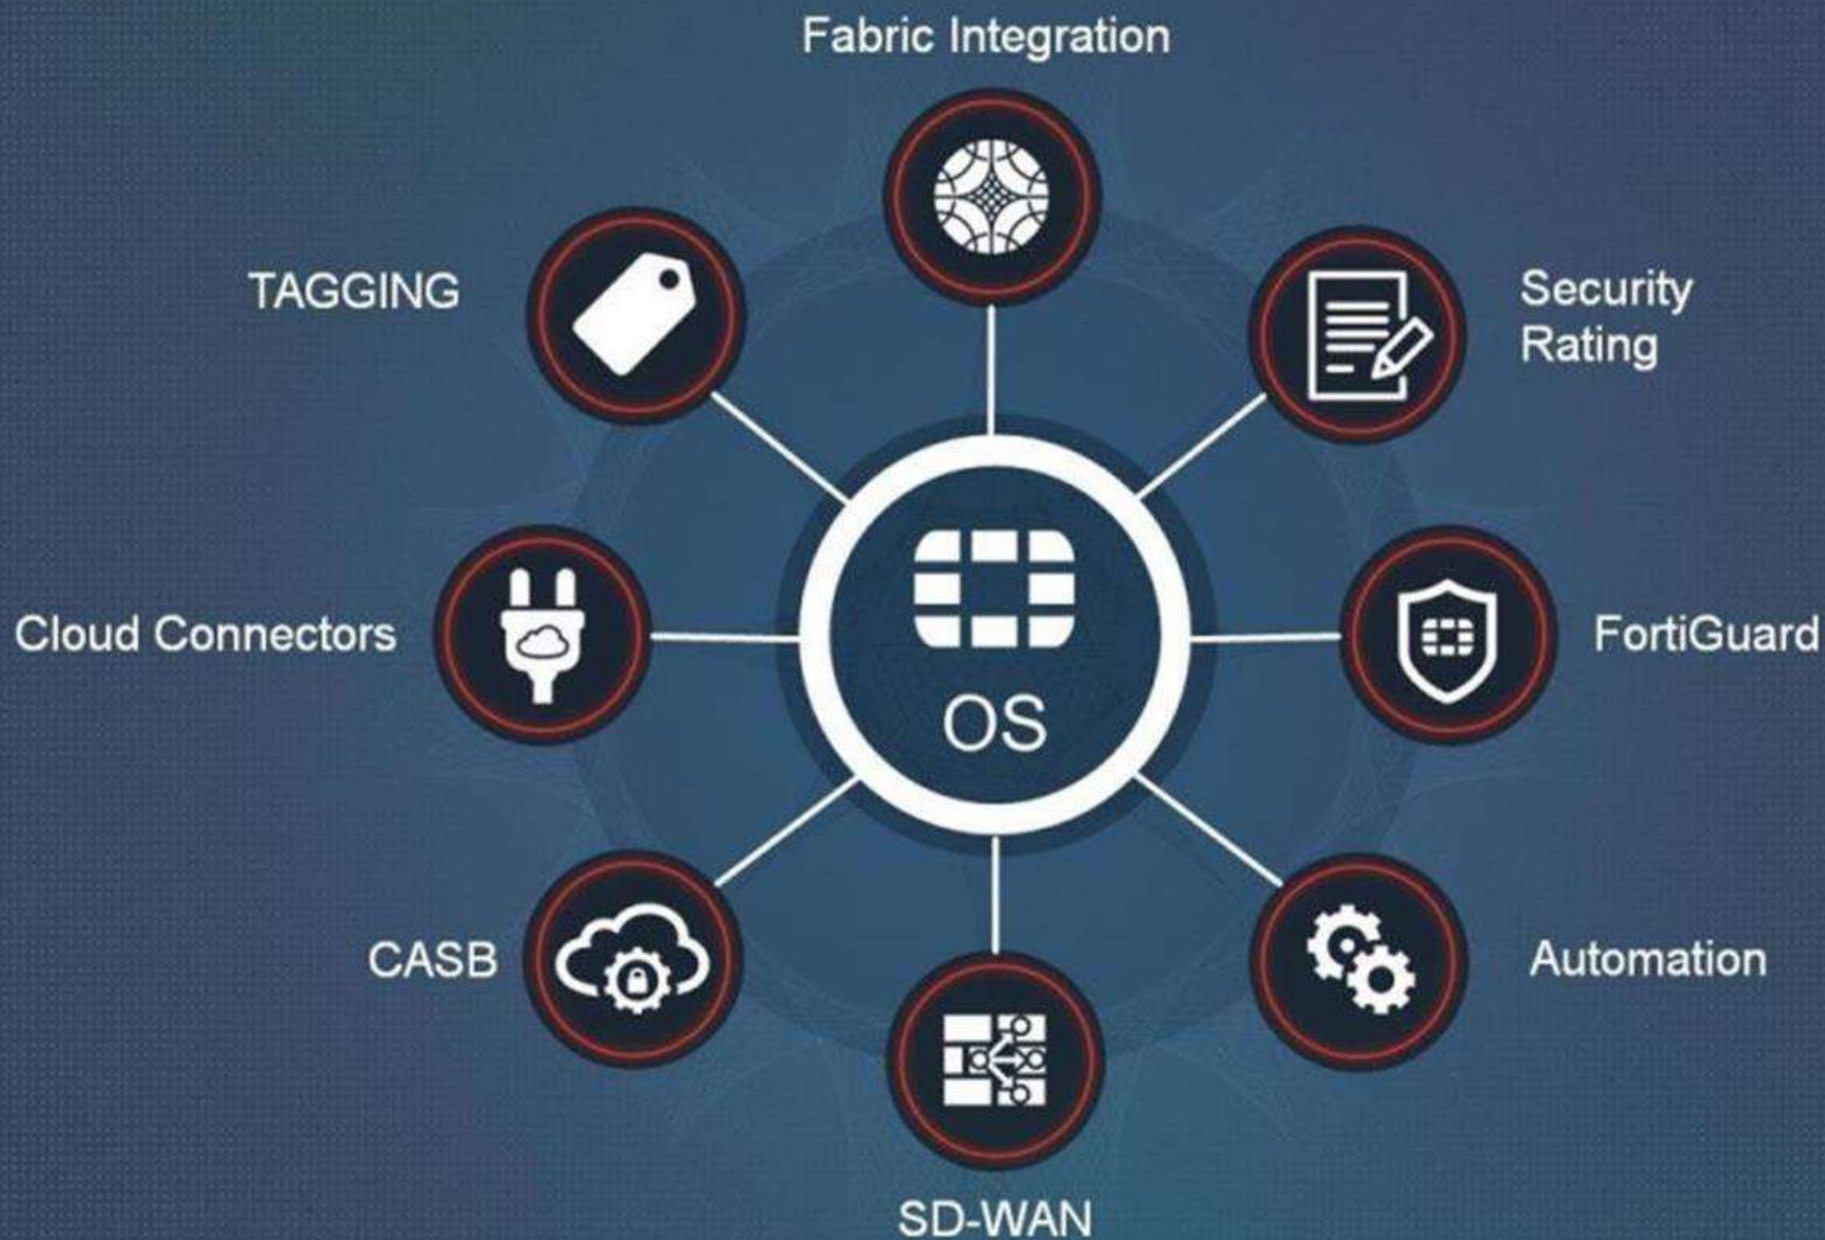 Fabric Integration
TAGGING
Security
Rating
Cloud Connectors
OS
FortiGuard
CASB
Automation
SD-WAN